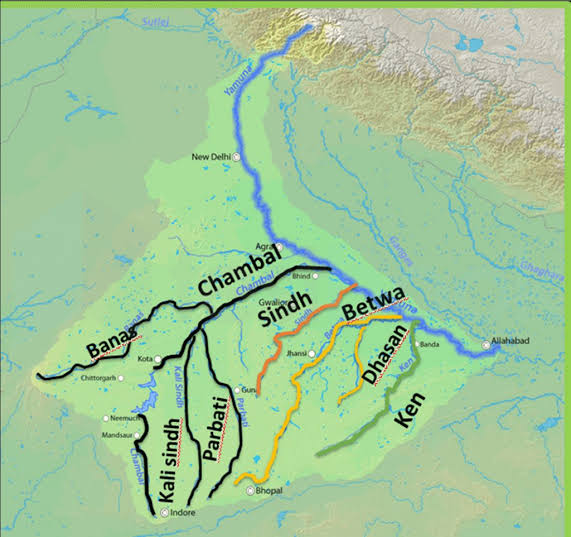 Sutlej
Yamuna
New Delhi
Ganges
Ghaghara
Agra
Chambal
Chambal
Bhind
Gwalior
Sindh
Sindh
Betwa
Banas
Banas
Jhansi
Dhasan
Banda
Allahabad
Ken
Ken
Kota
Chittorgarh
Kali Sindh
Kali sindh
Parbati
Parbati
Guna
Neemuch
Mandsaur
Chambal
Indore
Bhopal